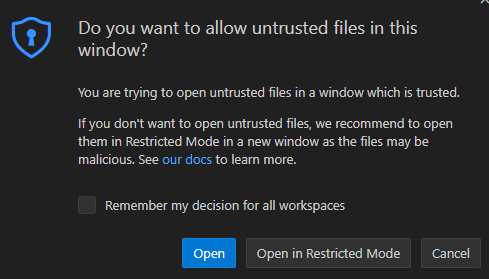 Do you want to allow untrusted files in this
window?
You are trying to open untrusted files in a window which is trusted.
If you don't want to open untrusted files, we recommend to open
them in Restricted Mode in a new window as the files may be
malicious. See our docs to learn more.
Remember my decision for all workspaces
Open
Open in Restricted Mode
Cancel